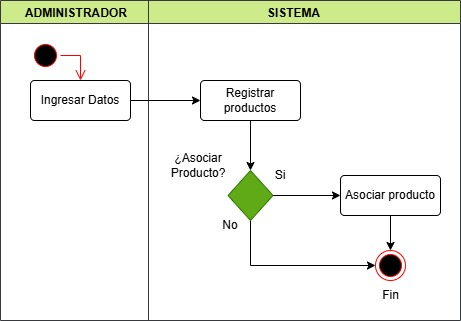 ADMINISTRADOR
SISTEMA
Ingresar Datos
Registrar
productos
¿Asociar
Producto?
Si
Asociar producto
No
Fin